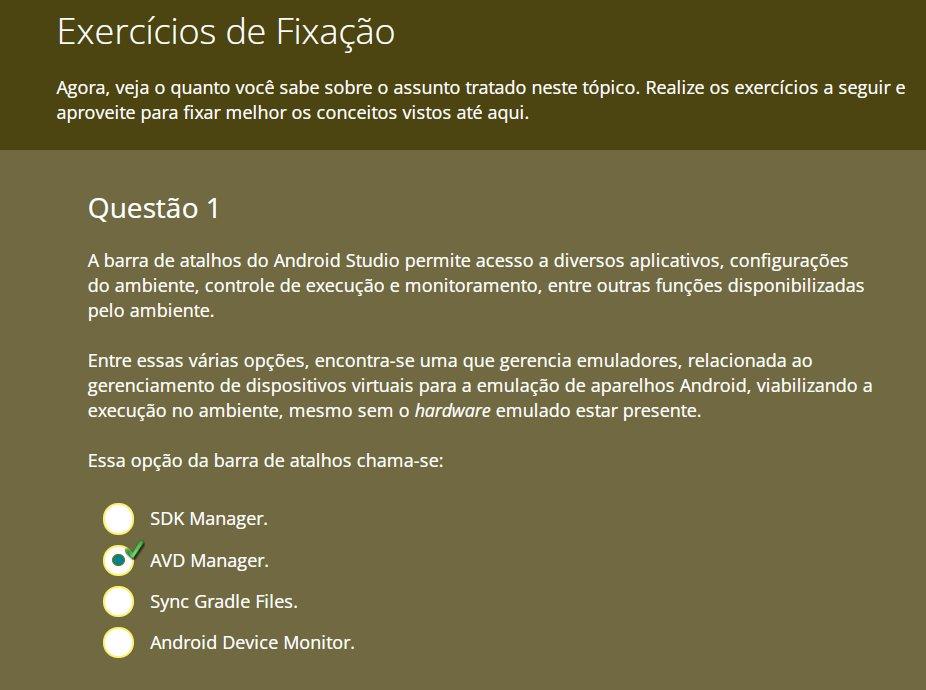 Exercícios de Fixação
Agora, veja o quanto você sabe sobre o assunto tratado neste tópico. Realize os exercícios a seguir e
aproveite para fixar melhor os conceitos vistos até aqui.
Questão 1
A barra de atalhos do Android Studio permite acesso a diversos aplicativos, configurações
do ambiente, controle de execução e monitoramento, entre outras funções disponibilizadas
pelo ambiente.
Entre essas várias opções, encontra-se uma que gerencia emuladores, relacionada ao
gerenciamento de dispositivos virtuais para a emulação de aparelhos Android, viabilizando a
execução no ambiente, mesmo sem o hardware emulado estar presente.
Essa opção da barra de atalhos chama-se:
SDK Manager.
AVD Manager.
Sync Gradle Files.
Android Device Monitor.